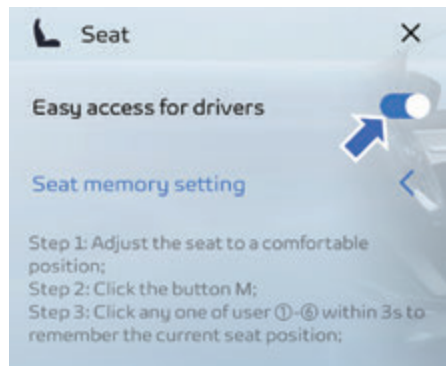 Seat
Easy access for drivers
Seat memory setting
Step 1: Adjust the seat to a comfortable
position;
Step 2: Click the button M;
Step 3: Click any one of user ①-⑥ within 3s to
remember the current seat position;